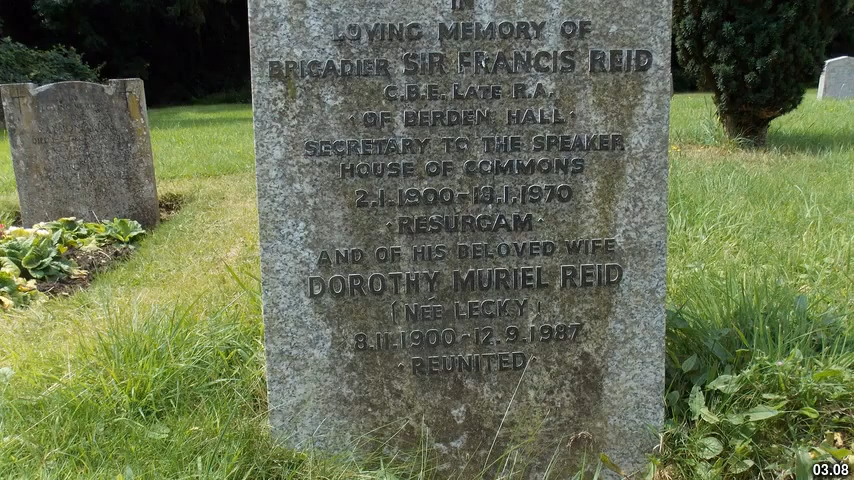 IN
LOVING MEMORY OF
BRIGADIER SIR FRANCIS REID
C.B.E. LATE R.A.
·OF BERDEN HALL·
SECRETARY TO THE SPEAKER
HOUSE OF COMMONS
2.1.1900–18.1.1970
·RESURGAM·
AND OF HIS BELOVED WIFE
DOROTHY MURIEL REID
(NÉE LECKY)
8.11.1900–12.9.1987
·REUNITED·
03.08